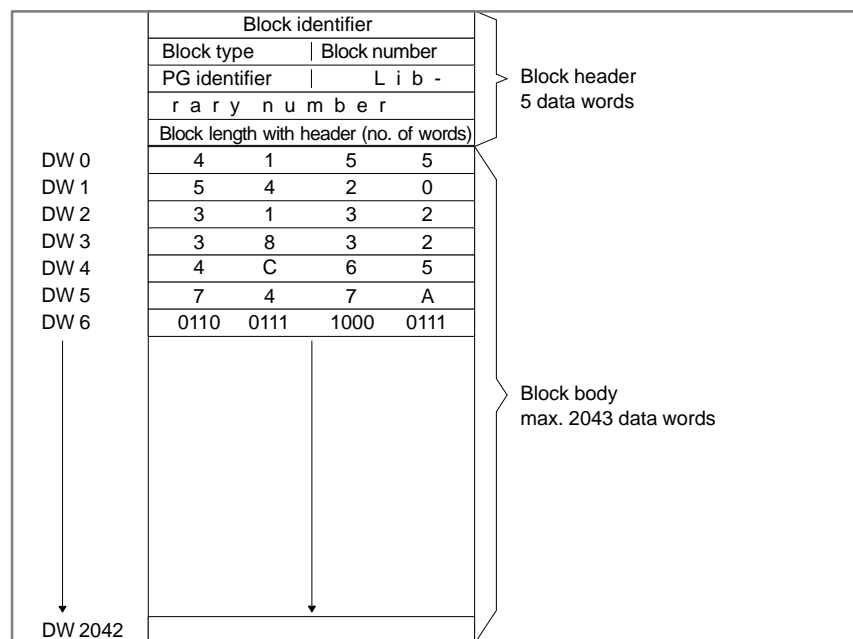 Block identifier
Block type | Block number
PG identifier | L i b -
r a r y n u m b e r
Block length with header (no. of words)
Block header
5 data words
DW 0 4 1 5 5
DW 1 5 4 2 0
DW 2 3 1 3 2
DW 3 3 8 3 2
DW 4 4 C 6 5
DW 5 7 4 7 A
DW 6 0110 0111 1000 0111
Block body
max. 2043 data words
DW 2042